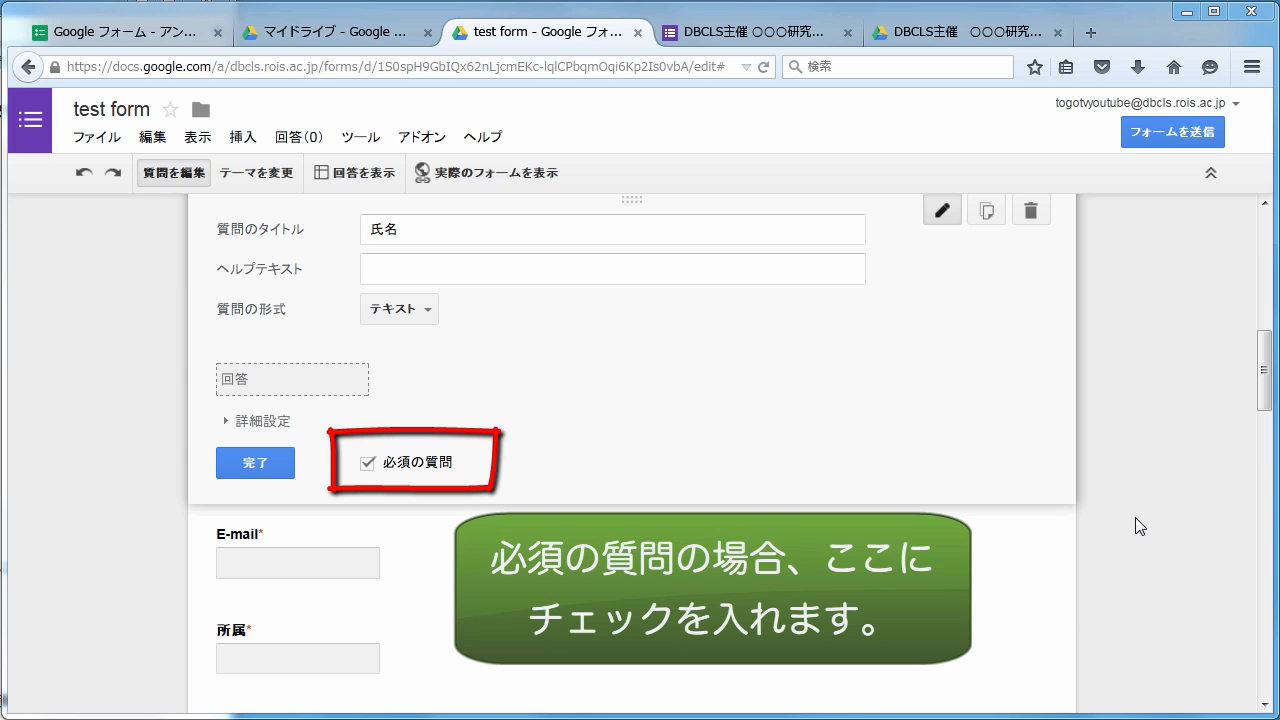 Google フォーム - アン...
マイドライブ - Google ...
test form - Google フォ...
DBCLS主催 ○○○研究...
DBCLS主催　○○○研究...
https://docs.google.com/a/dbcls.rois.ac.jp/forms/d/1S0spH9GbIQx62nLjcmEKc-lqlCPbqmOqi6Kp2Is0vbA/edit#
検索
test form
togotvyoutube@dbcls.rois.ac.jp
ファイル 編集 表示 挿入 回答(0) ツール アドオン ヘルプ
フォームを送信
質問を編集 テーマを変更 回答を表示 実際のフォームを表示
質問のタイトル 氏名
ヘルプテキスト
質問の形式 テキスト
回答
詳細設定
完了 必須の質問
E-mail*
必須の質問の場合、ここに
チェックを入れます。
所属*